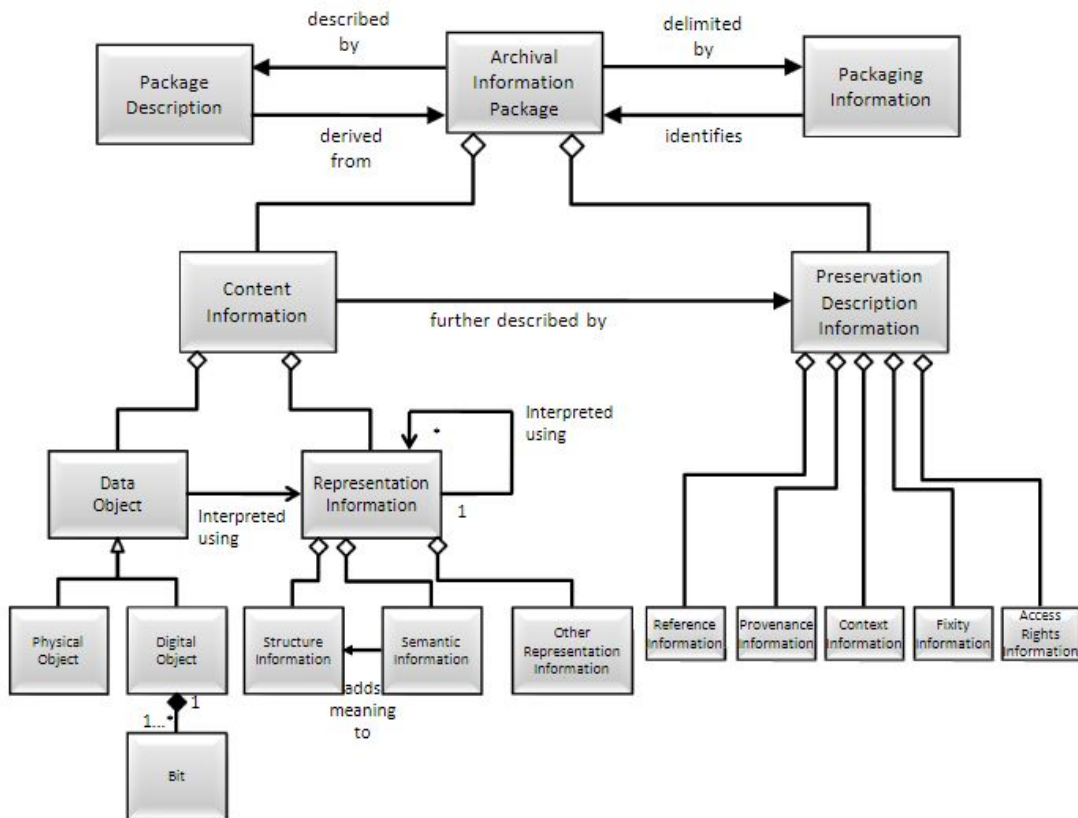 described
by
delimited
by
Archival
Information
Package
Package
Description
Packaging
Information
derived
from
identifies
Content
Information
Preservation
Description
Information
further described by
Interpreted
using
*
Data
Object
Representation
Information
1
Interpreted
using
Physical
Object
Digital
Object
Structure
Information
Semantic
Information
Other
Representation
Information
Reference
Information
Provenance
Information
Context
Information
Fixity
Information
Access
Rights
Information
adds
meaning
to
1
1...*
Bit